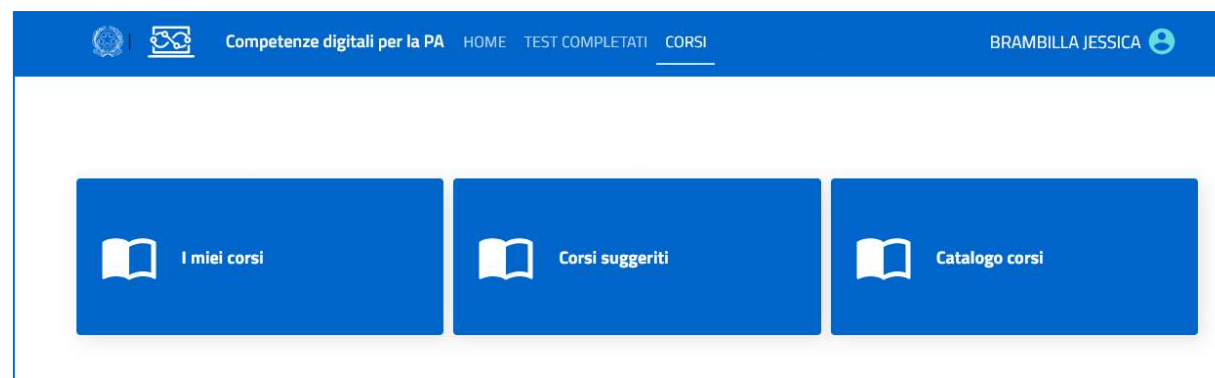 Competenze digitali per la PA HOME TEST COMPLETATI CORSI BRAMBILLA JESSICA
I miei corsi Corsi suggeriti Catalogo corsi